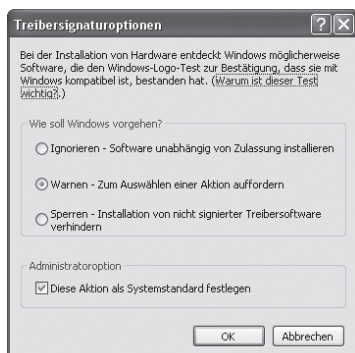 Treibersignaturoptionen
Bei der Installation von Hardware entdeckt Windows möglicherweise
Software, die den Windows-Logo-Test zur Bestätigung, dass sie mit
Windows kompatibel ist, bestanden hat. (Warum ist dieser Test
wichtig?.)
Wie soll Windows vorgehen?
Ignorieren - Software unabhängig von Zulassung installieren
Warnen - Zum Auswählen einer Aktion auffordern
Sperren - Installation von nicht signierter Treibersoftware
verhindern
Administratoroption
Diese Aktion als Systemstandard festlegen
OK Abbrechen